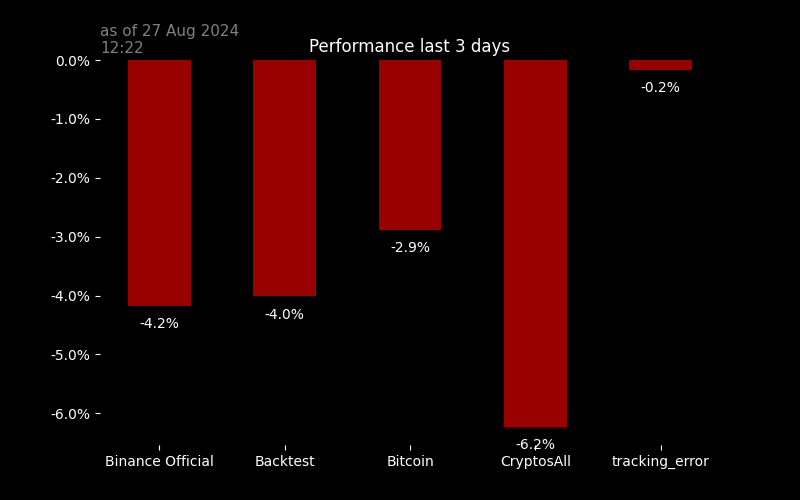 as of 27 Aug 2024
12:22
Performance last 3 days
0.0%
-1.0%
-2.0%
-3.0%
-4.0%
-5.0%
-6.0%
-4.2%
-4.0%
-2.9%
-6.2%
-0.2%
Binance Official
Backtest
Bitcoin
CryptosAll
tracking_error